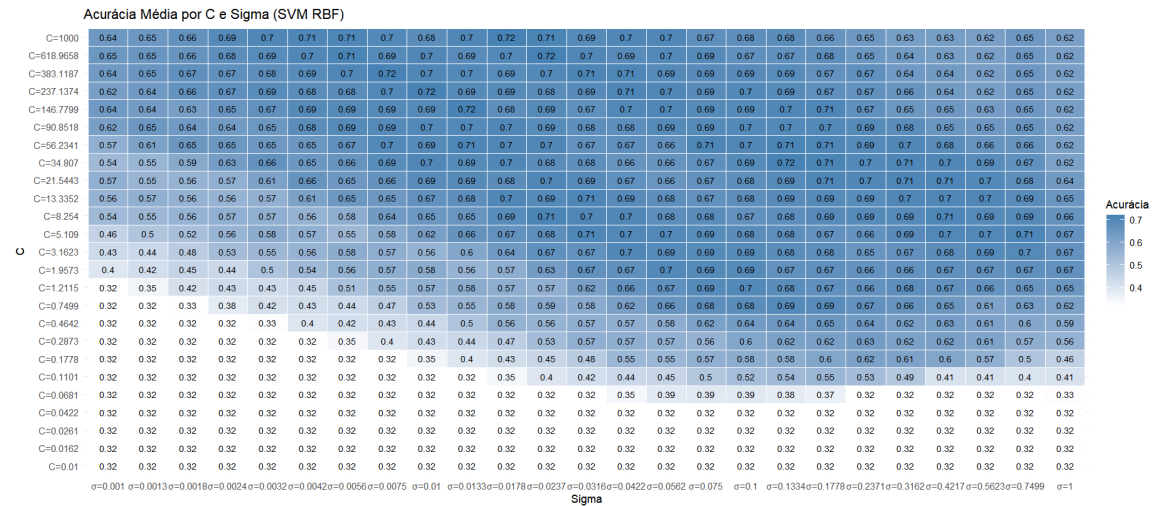 Acurácia Média por C e Sigma (SVM RBF)
C=1000 0.64 0.65 0.66 0.69 0.7 0.71 0.71 0.7 0.68 0.7 0.72 0.71 0.69 0.7 0.7 0.67 0.68 0.68 0.66 0.65 0.63 0.63 0.62 0.65 0.62
C=618.9658 0.65 0.65 0.66 0.68 0.69 0.7 0.71 0.69 0.7 0.69 0.7 0.72 0.7 0.69 0.7 0.69 0.67 0.67 0.68 0.65 0.64 0.63 0.62 0.65 0.62
C=383.1187 0.64 0.65 0.67 0.67 0.68 0.69 0.7 0.72 0.7 0.7 0.69 0.7 0.71 0.71 0.69 0.69 0.7 0.69 0.67 0.67 0.64 0.64 0.62 0.65 0.62
C=237.1374 0.62 0.64 0.66 0.67 0.69 0.68 0.68 0.7 0.72 0.69 0.69 0.68 0.69 0.71 0.7 0.69 0.7 0.69 0.67 0.67 0.66 0.64 0.62 0.65 0.62
C=146.7799 0.64 0.64 0.63 0.65 0.67 0.69 0.69 0.69 0.69 0.72 0.68 0.69 0.67 0.7 0.7 0.69 0.69 0.7 0.71 0.67 0.65 0.65 0.63 0.65 0.62
C=90.8518 0.62 0.65 0.64 0.64 0.65 0.68 0.69 0.69 0.7 0.7 0.7 0.69 0.69 0.68 0.68 0.69 0.7 0.7 0.7 0.69 0.68 0.65 0.65 0.65 0.62
C=56.2341 0.57 0.61 0.65 0.65 0.65 0.65 0.67 0.7 0.69 0.71 0.7 0.7 0.67 0.67 0.66 0.71 0.7 0.71 0.71 0.69 0.7 0.68 0.66 0.66 0.62
C=34.807 0.54 0.55 0.59 0.63 0.66 0.65 0.66 0.69 0.7 0.69 0.7 0.68 0.68 0.66 0.66 0.67 0.69 0.72 0.71 0.7 0.71 0.7 0.69 0.67 0.62
C=21.5443 0.57 0.55 0.56 0.57 0.61 0.66 0.65 0.66 0.69 0.69 0.68 0.7 0.69 0.67 0.66 0.67 0.68 0.69 0.71 0.7 0.71 0.71 0.7 0.68 0.64
C=13.3352 0.56 0.57 0.56 0.56 0.57 0.61 0.65 0.65 0.67 0.7 0.68 0.69 0.71 0.69 0.68 0.67 0.66 0.68 0.69 0.69 0.7 0.7 0.7 0.69 0.65
C=8.254 0.54 0.55 0.56 0.57 0.57 0.56 0.58 0.64 0.65 0.65 0.69 0.71 0.7 0.7 0.68 0.68 0.67 0.68 0.69 0.69 0.69 0.71 0.69 0.69 0.66
C=5.109 0.46 0.5 0.52 0.56 0.58 0.57 0.55 0.58 0.62 0.66 0.67 0.68 0.71 0.7 0.7 0.68 0.67 0.68 0.66 0.67 0.69 0.7 0.7 0.71 0.67
C=3.1623 0.43 0.44 0.48 0.53 0.55 0.56 0.58 0.57 0.56 0.6 0.64 0.67 0.67 0.7 0.69 0.69 0.69 0.68 0.67 0.65 0.67 0.68 0.69 0.7 0.67
C=1.9573 0.4 0.42 0.45 0.44 0.5 0.54 0.56 0.57 0.58 0.56 0.57 0.63 0.67 0.67 0.7 0.69 0.69 0.67 0.67 0.66 0.66 0.67 0.67 0.67 0.67
C=1.2115 0.32 0.35 0.42 0.43 0.43 0.45 0.51 0.55 0.57 0.58 0.57 0.57 0.62 0.66 0.67 0.69 0.7 0.68 0.67 0.66 0.67 0.68 0.66 0.65 0.65
C=0.7499 0.32 0.32 0.33 0.38 0.42 0.43 0.44 0.47 0.53 0.55 0.58 0.59 0.58 0.62 0.66 0.68 0.68 0.69 0.69 0.67 0.66 0.65 0.61 0.63 0.62
C=0.4642 0.32 0.32 0.32 0.32 0.33 0.4 0.42 0.43 0.44 0.5 0.56 0.56 0.57 0.57 0.58 0.62 0.64 0.64 0.65 0.64 0.62 0.63 0.61 0.6 0.59
C=0.2873 0.32 0.32 0.32 0.32 0.32 0.32 0.35 0.4 0.43 0.44 0.47 0.53 0.57 0.57 0.57 0.56 0.6 0.62 0.62 0.63 0.62 0.62 0.61 0.57 0.56
C=0.1778 0.32 0.32 0.32 0.32 0.32 0.32 0.32 0.32 0.35 0.4 0.43 0.45 0.48 0.55 0.55 0.57 0.58 0.58 0.6 0.62 0.61 0.6 0.57 0.5 0.46
C=0.1101 0.32 0.32 0.32 0.32 0.32 0.32 0.32 0.32 0.32 0.32 0.35 0.4 0.42 0.44 0.45 0.5 0.52 0.54 0.55 0.53 0.49 0.41 0.41 0.4 0.41
C=0.0681 0.32 0.32 0.32 0.32 0.32 0.32 0.32 0.32 0.32 0.32 0.32 0.32 0.32 0.35 0.39 0.39 0.39 0.38 0.37 0.32 0.32 0.32 0.32 0.32 0.33
C=0.0422 0.32 0.32 0.32 0.32 0.32 0.32 0.32 0.32 0.32 0.32 0.32 0.32 0.32 0.32 0.32 0.32 0.32 0.32 0.32 0.32 0.32 0.32 0.32 0.32 0.32
C=0.0261 0.32 0.32 0.32 0.32 0.32 0.32 0.32 0.32 0.32 0.32 0.32 0.32 0.32 0.32 0.32 0.32 0.32 0.32 0.32 0.32 0.32 0.32 0.32 0.32 0.32
C=0.0162 0.32 0.32 0.32 0.32 0.32 0.32 0.32 0.32 0.32 0.32 0.32 0.32 0.32 0.32 0.32 0.32 0.32 0.32 0.32 0.32 0.32 0.32 0.32 0.32 0.32
C=0.01 0.32 0.32 0.32 0.32 0.32 0.32 0.32 0.32 0.32 0.32 0.32 0.32 0.32 0.32 0.32 0.32 0.32 0.32 0.32 0.32 0.32 0.32 0.32 0.32 0.32
σ=0.001 σ=0.0013 σ=0.0018 σ=0.0024 σ=0.0032 σ=0.0042 σ=0.0056 σ=0.0075 σ=0.01 σ=0.0133 σ=0.0178 σ=0.0237 σ=0.0316 σ=0.0422 σ=0.0562 σ=0.075 σ=0.1 σ=0.1334 σ=0.1778 σ=0.2371 σ=0.3162 σ=0.4217 σ=0.5623 σ=0.7499 σ=1
Sigma
C
Acurácia
0.7
0.6
0.5
0.4